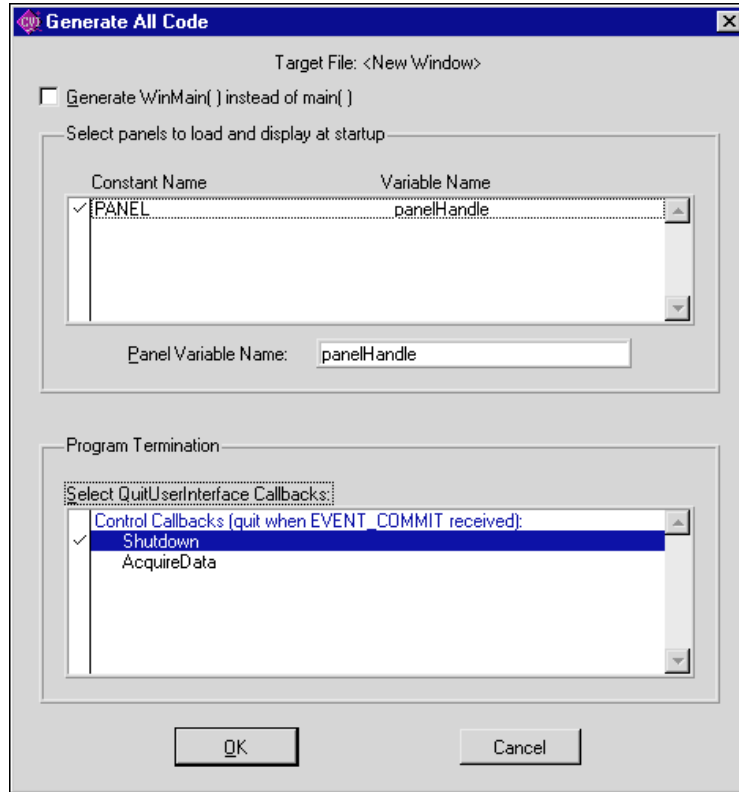 CVI Generate All Code
Target File: <New Window>
Generate WinMain( ) instead of main( )
Select panels to load and display at startup
Constant Name Variable Name
PANEL panelHandle
Panel Variable Name: panelHandle
Program Termination
Select QuitUserInterface Callbacks:
Control Callbacks (quit when EVENT_COMMIT received):
Shutdown
AcquireData
OK Cancel